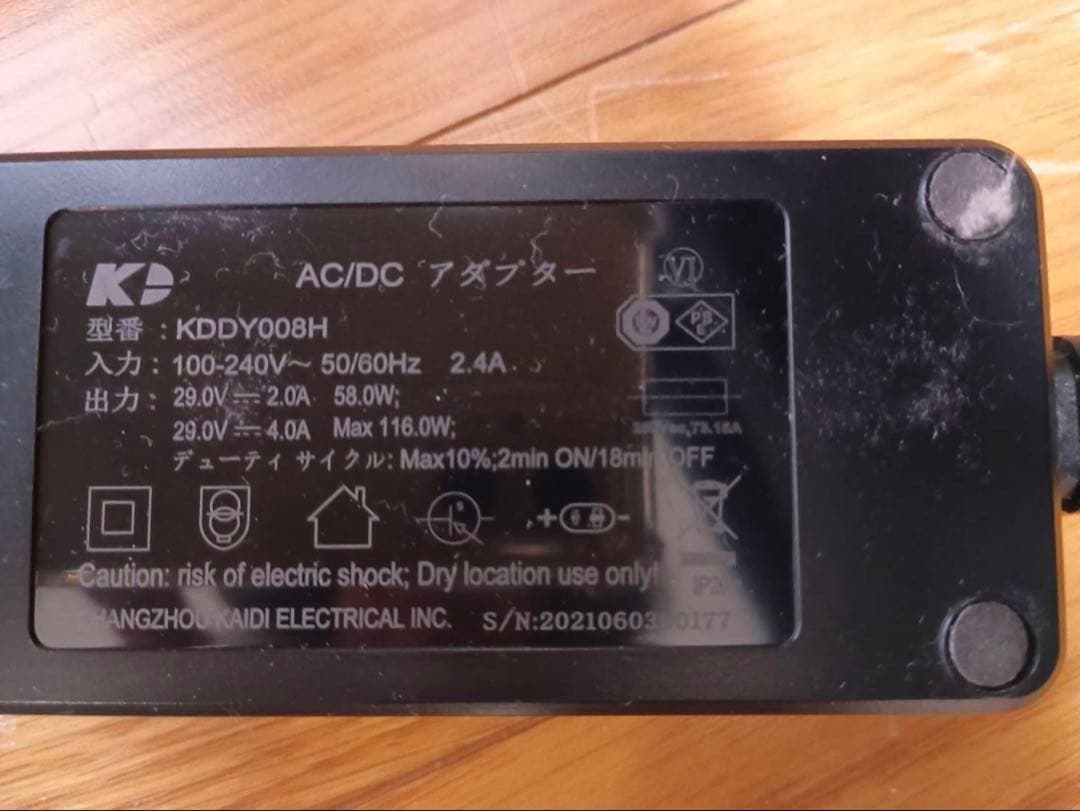 KD
AC/DC アダプター
VI
型番 : KDDY008H
PS E
入力 : 100-240V～ 50/60Hz 2.4A
出力 : 29.0V⎓2.0A 58.0W;
29.0V⎓4.0A Max 116.0W;
デューティ サイクル: Max10%;2min ON/18min OFF
+ -
Caution: risk of electric shock; Dry location use only!
CHANGZHOU KAIDI ELECTRICAL INC.